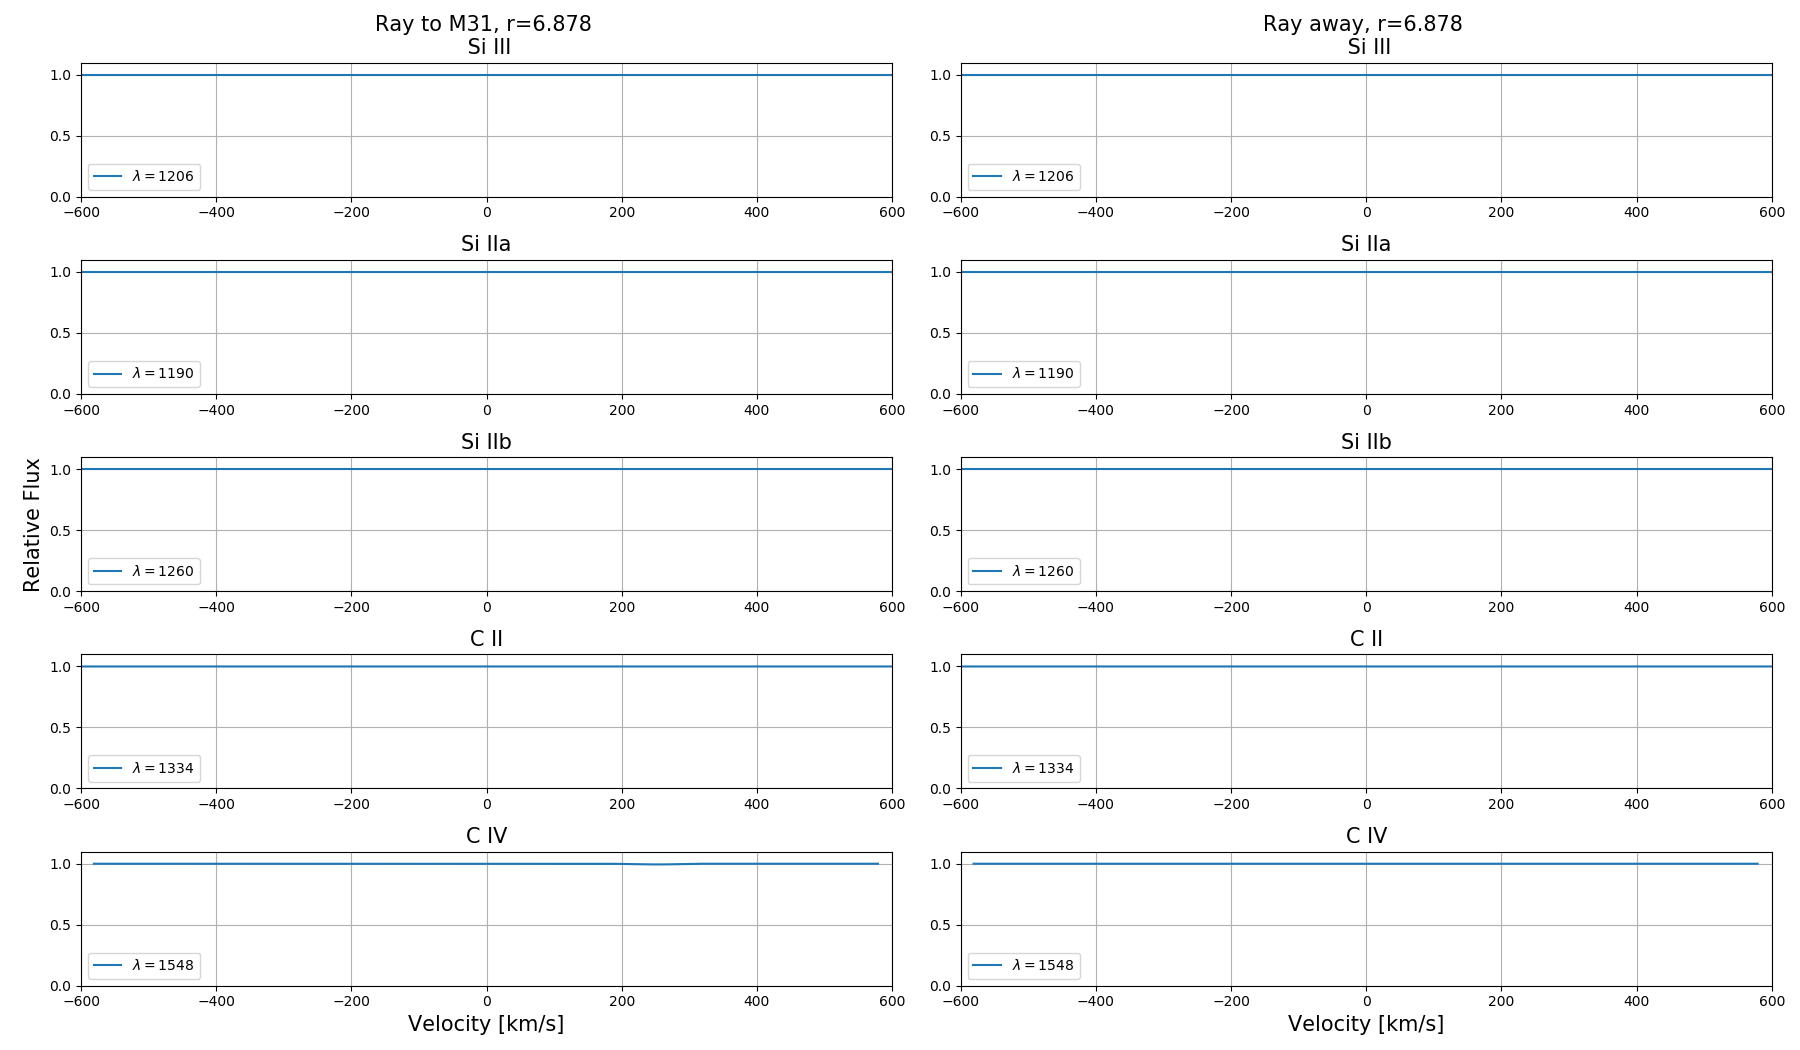 Ray to M31, r=6.878
Si III
1.0
0.5
0.0
λ = 1206
−600 −400 −200 0 200 400 600
Si IIa
1.0
0.5
0.0
λ = 1190
−600 −400 −200 0 200 400 600
Si IIb
1.0
0.5
0.0
λ = 1260
−600 −400 −200 0 200 400 600
Relative Flux
C II
1.0
0.5
0.0
λ = 1334
−600 −400 −200 0 200 400 600
C IV
1.0
0.5
0.0
λ = 1548
−600 −400 −200 0 200 400 600
Velocity [km/s]
Ray away, r=6.878
Si III
1.0
0.5
0.0
λ = 1206
−600 −400 −200 0 200 400 600
Si IIa
1.0
0.5
0.0
λ = 1190
−600 −400 −200 0 200 400 600
Si IIb
1.0
0.5
0.0
λ = 1260
−600 −400 −200 0 200 400 600
C II
1.0
0.5
0.0
λ = 1334
−600 −400 −200 0 200 400 600
C IV
1.0
0.5
0.0
λ = 1548
−600 −400 −200 0 200 400 600
Velocity [km/s]